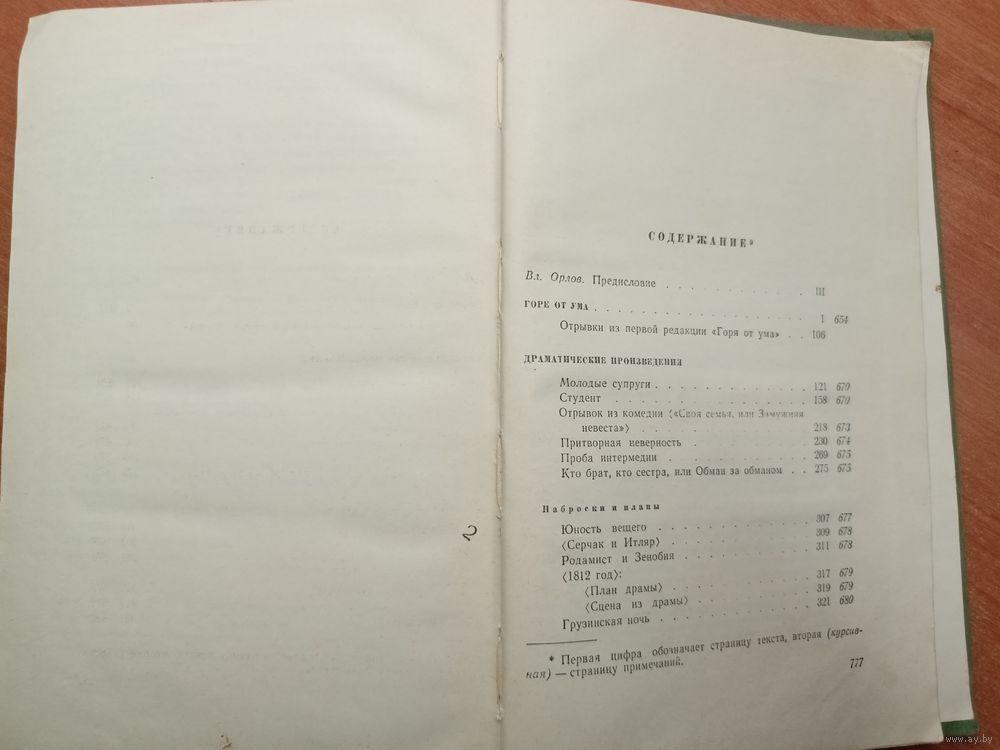 СОДЕРЖАНИЕ*
Вл. Орлов. Предисловие . . . . . . . . . . . . III
ГОРЕ ОТ УМА . . . . . . . . . . . . . . . . . . 1 654
Отрывки из первой редакции «Горя от ума» . . 106
ДРАМАТИЧЕСКИЕ ПРОИЗВЕДЕНИЯ
Молодые супруги . . . . . . . . . . . . . 121 670
Студент . . . . . . . . . . . . . . . . 158 670
Отрывок из комедии ⟨«Своя семья, или Замужняя
невеста»⟩ . . . . . . . . . . . . . 218 673
Притворная неверность . . . . . . . . . . 230 674
Проба интермедии . . . . . . . . . . . . 269 675
Кто брат, кто сестра, или Обман за обманом . . 275 675
Наброски и планы
Юность вещего . . . . . . . . . . . . . 307 677
⟨Серчак и Итляр⟩ . . . . . . . . . . . . 309 678
Родамист и Зенобия . . . . . . . . . . . 311 678
⟨1812 год⟩:
⟨План драмы⟩ . . . . . . . . . . . 317 679
⟨Сцена из драмы⟩ . . . . . . . . . 319 679
Грузинская ночь . . . . . . . . . . . . 321 680
* Первая цифра обозначает страницу текста, вторая (курсив-
ная) — страницу примечаний.
777
www.ay.by